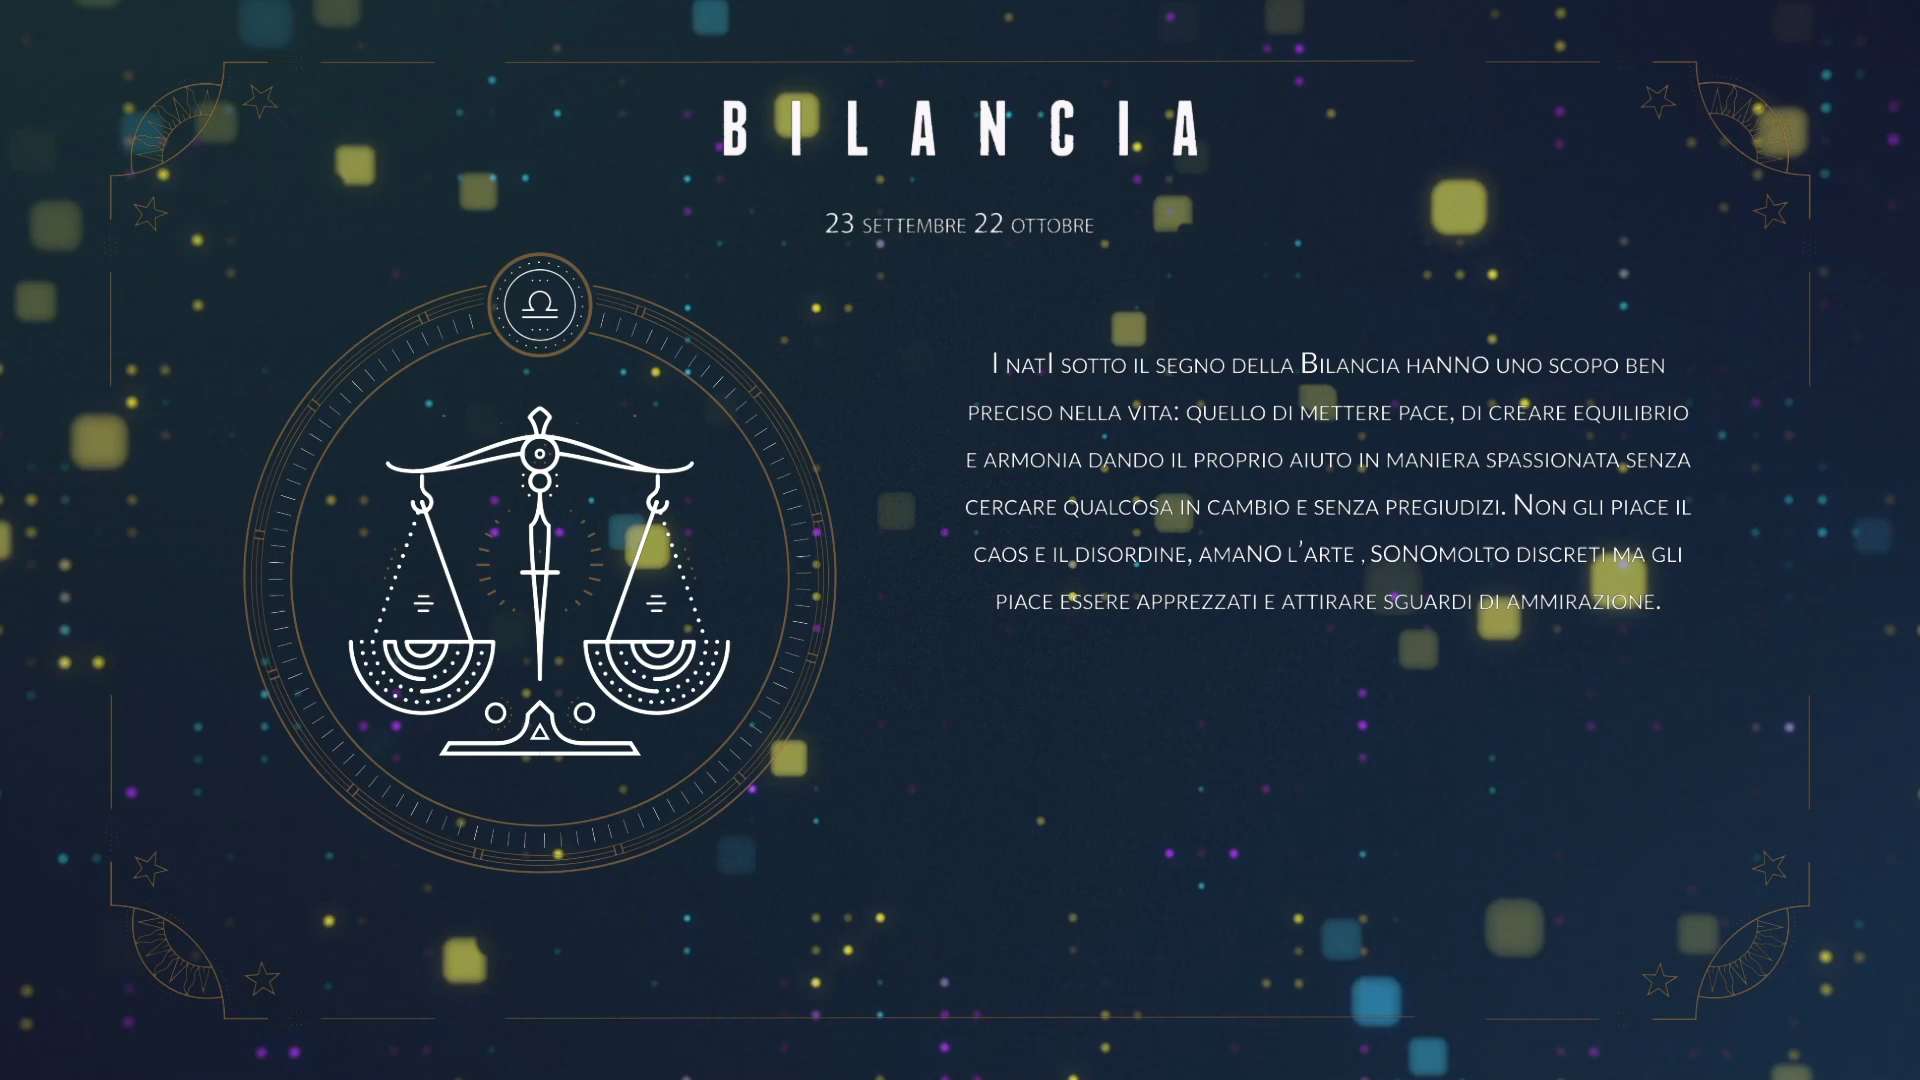 BILANCIA
23 settembre 22 ottobre
I natI sotto il segno della Bilancia haNNO uno scopo ben
preciso nella vita: quello di mettere pace, di creare equilibrio
e armonia dando il proprio aiuto in maniera spassionata senza
cercare qualcosa in cambio e senza pregiudizi. Non gli piace il
caos e il disordine, amaNO l'arte , SONOmolto discreti ma gli
piace essere apprezzati e attirare sguardi di ammirazione.